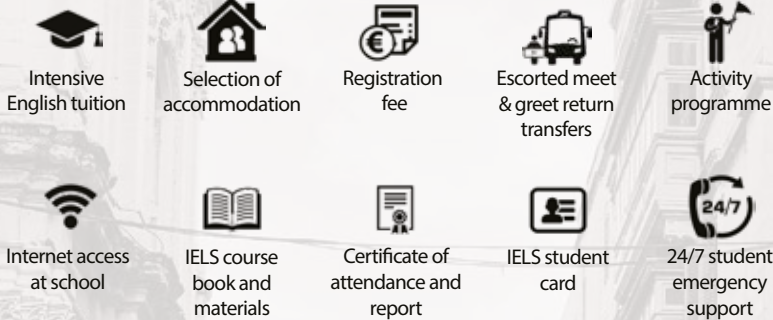 Intensive
English tuition
Selection of
accommodation
Registration
fee
Escorted meet
& greet return
transfers
Activity
programme
Internet access
at school
IELS course
book and
materials
Certificate of
attendance and
report
IELS student
card
24/7
24/7 student
emergency
support